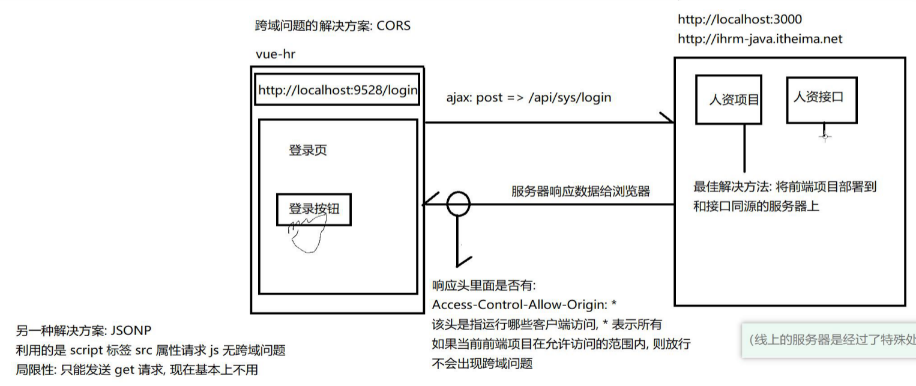 跨域问题的解决方案: CORS
vue-hr
http://localhost:9528/login
登录页
登录按钮
ajax: post => /api/sys/login
服务器响应数据给浏览器
响应头里面是否有:
Access-Control-Allow-Origin: *
该头是指运行哪些客户端访问, * 表示所有
如果当前前端项目在允许访问的范围内, 则放行
不会出现跨域问题
http://localhost:3000
http://ihrm-java.itheima.net
人资项目
人资接口
最佳解决方法: 将前端项目部署到
和接口同源的服务器上
另一种解决方案: JSONP
利用的是 script 标签 src 属性请求 js 无跨域问题
局限性: 只能发送 get 请求, 现在基本上不用
(线上的服务器是经过了特殊处